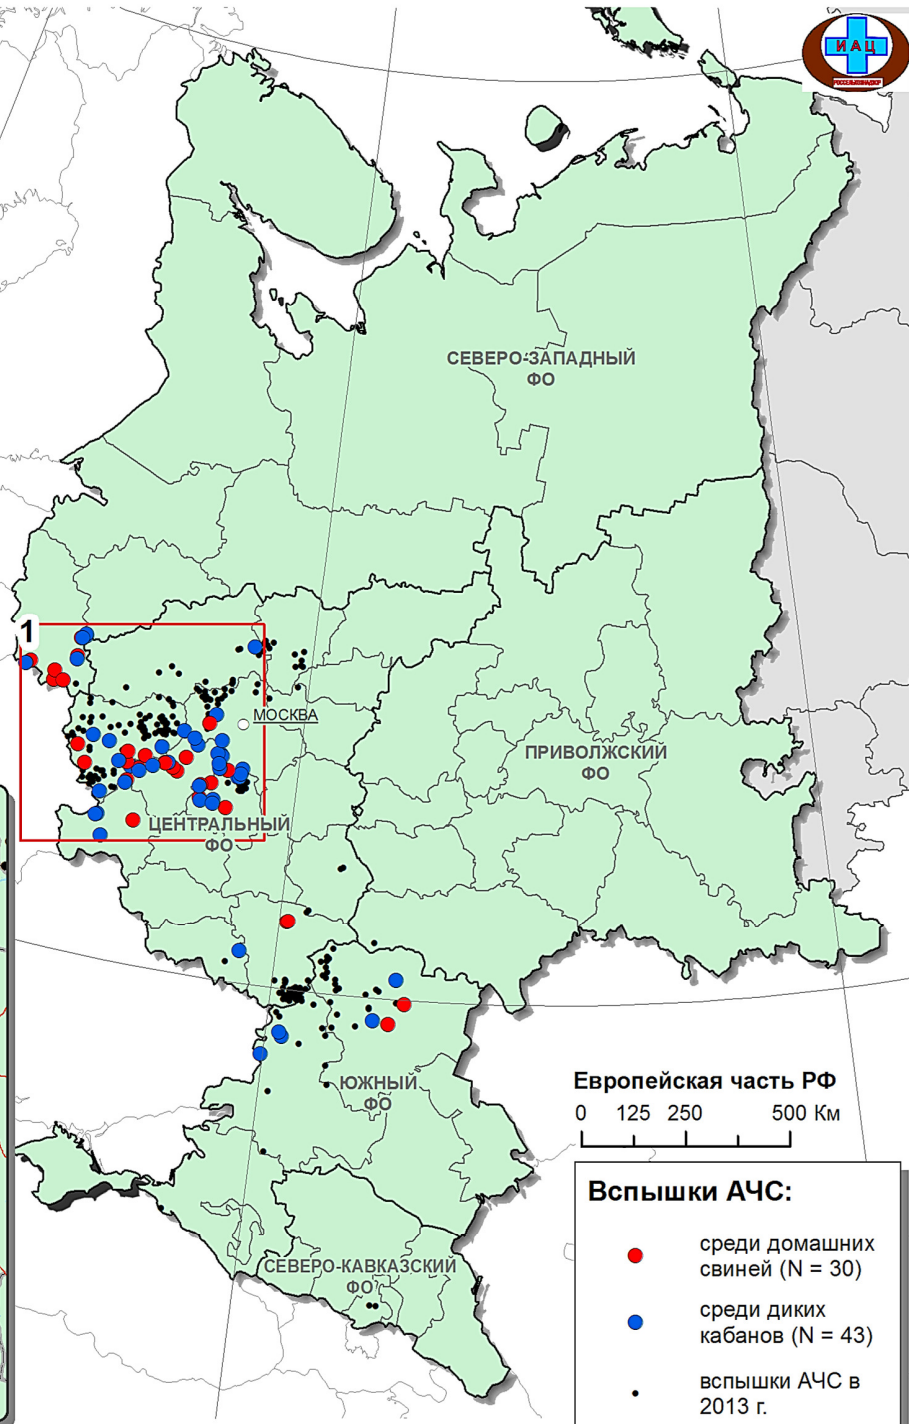 ИАЦ
РОССЕЛЬХОЗНАДЗОР
СЕВЕРО-ЗАПАДНЫЙ
ФО
1
МОСКВА
ПРИВОЛЖСКИЙ
ФО
ЦЕНТРАЛЬНЫЙ
ФО
ЮЖНЫЙ
ФО
СЕВЕРО-КАВКАЗСКИЙ
ФО
Европейская часть РФ
0 125 250 500 Км
Вспышки АЧС:
среди домашних
свиней (N = 30)
среди диких
кабанов (N = 43)
вспышки АЧС в
2013 г.